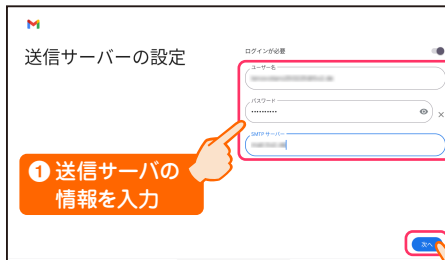 送信サーバーの設定
ログインが必要
ユーザー名
パスワード
SMTP サーバー
1 送信サーバの
情報を入力
次へ